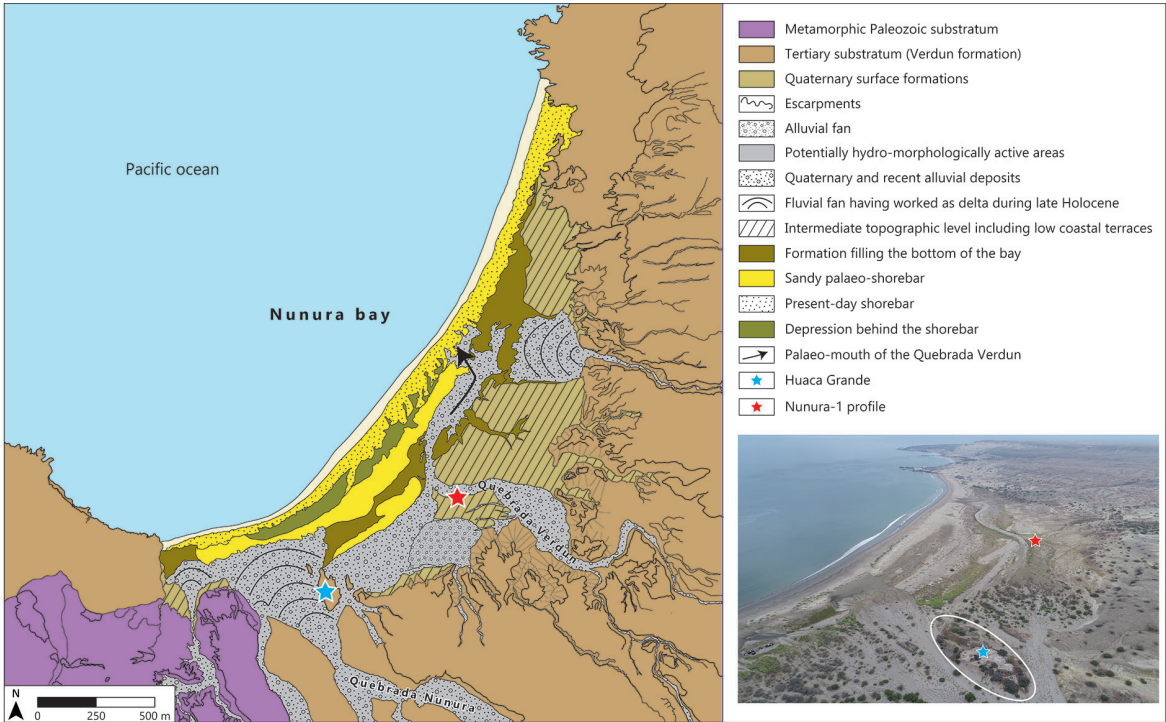 Pacific ocean
Nunura bay
Quebrada Verdun
Quebrada Nunura
N
0 250 500 m
Metamorphic Paleozoic substratum
Tertiary substratum (Verdun formation)
Quaternary surface formations
Escarpments
Alluvial fan
Potentially hydro-morphologically active areas
Quaternary and recent alluvial deposits
Fluvial fan having worked as delta during late Holocene
Intermediate topographic level including low coastal terraces
Formation filling the bottom of the bay
Sandy palaeo-shorebar
Present-day shorebar
Depression behind the shorebar
Palaeo-mouth of the Quebrada Verdun
Huaca Grande
Nunura-1 profile